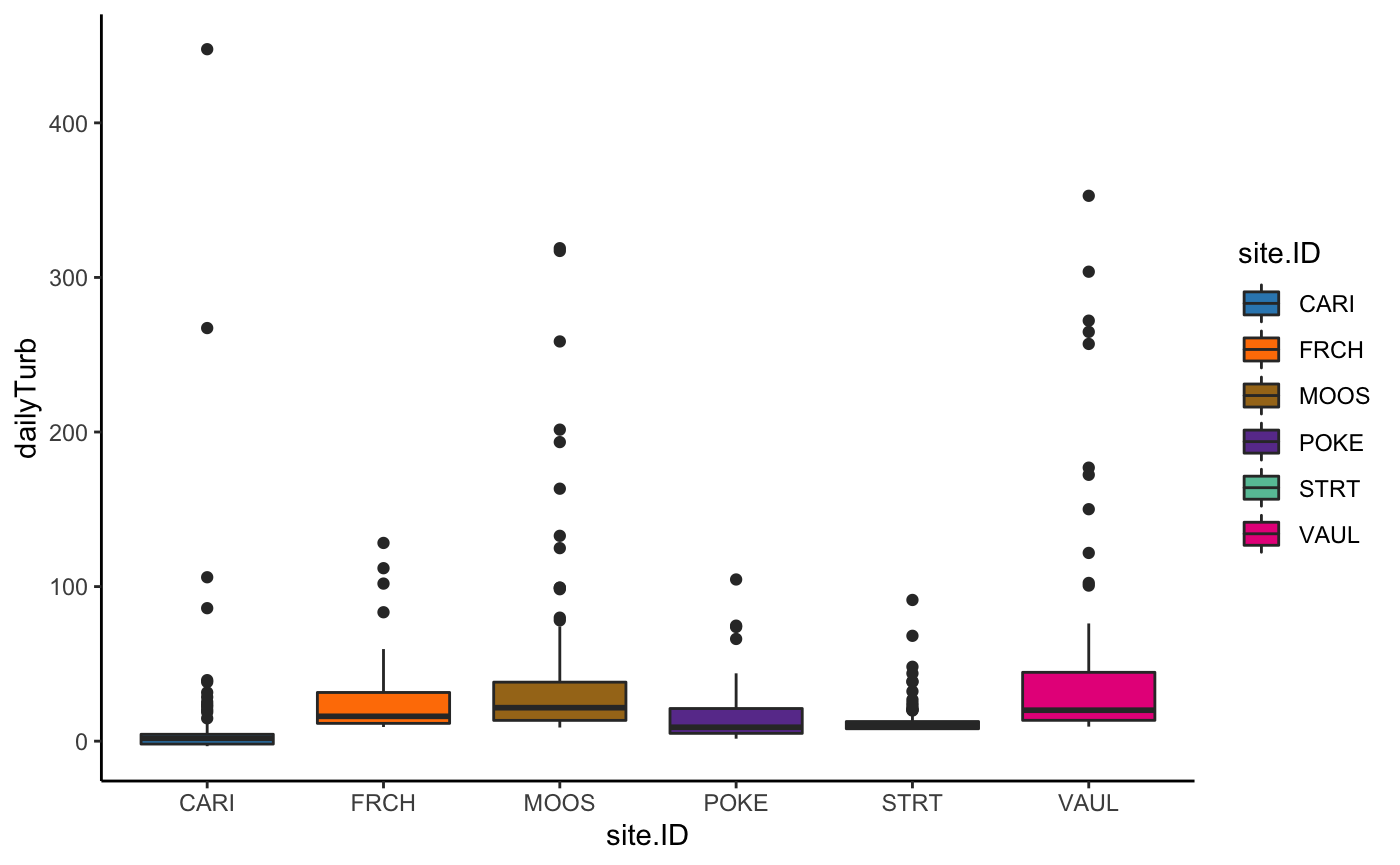 400
300
200
100
0
dailyTurb
CARI FRCH MOOS POKE STRT VAUL
site.ID
site.ID
CARI
FRCH
MOOS
POKE
STRT
VAUL